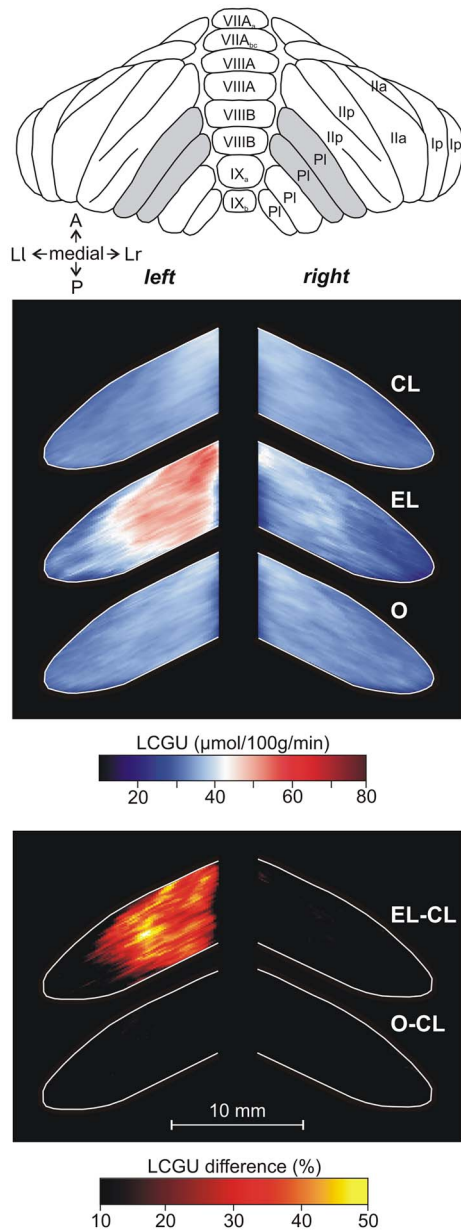 VIIAₐ
VIIA_bc
VIIIA
VIIIA
VIIIB
VIIIB
IXₐ
IX_b
IIa
IIp
IIp
IIa
Ip
Ip
Pl
Pl
Pl
Pl
A
Ll medial Lr
P
left right
CL
EL
O
LCGU (µmol/100g/min)
20 40 60 80
EL-CL
O-CL
10 mm
LCGU difference (%)
10 20 30 40 50